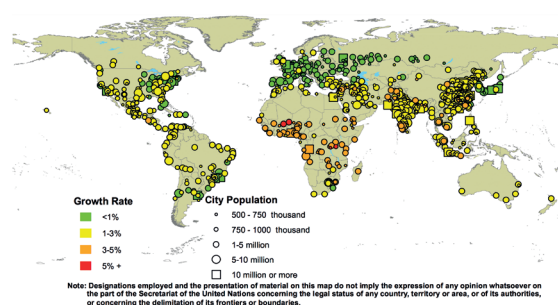 Growth Rate
<1%
1-3%
3-5%
5% +
City Population
500 - 750 thousand
750 - 1000 thousand
1-5 million
5-10 million
10 million or more
Note: Designations employed and the presentation of material on this map do not imply the expression of any opinion whatsoever on
the part of the Secretariat of the United Nations concerning the legal status of any country, territory or area, or of its authorities,
or concerning the delimitation of its frontiers or boundaries.